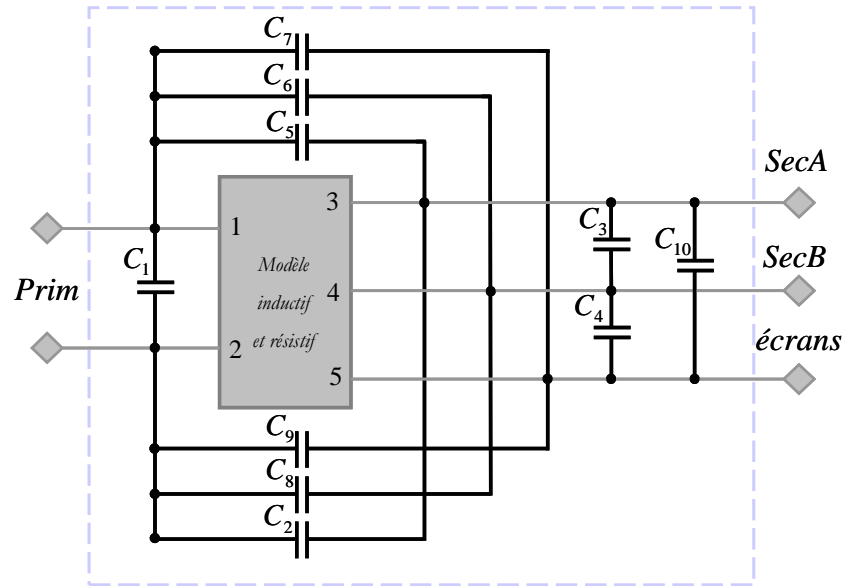 C7
C6
C5
SecA
3
1
C3
C10
C1
Modèle
SecB
Prim
inductif
4
C4
2
et résistif
écrans
5
C9
C8
C2